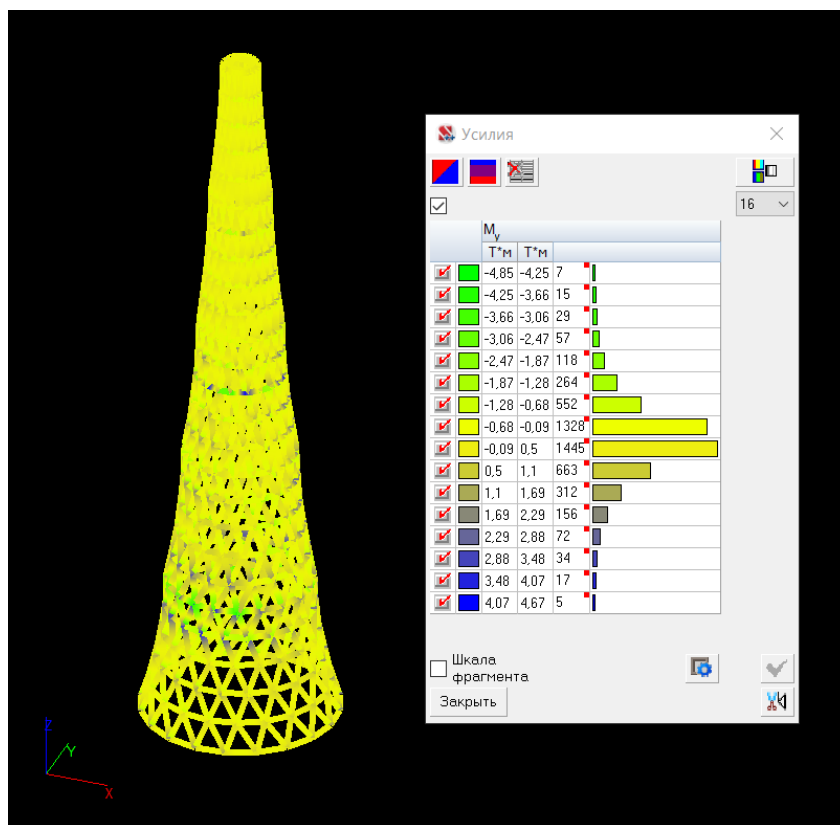 Усилия
16
My
Т*м Т*м
-4,85 -4,25 7
-4,25 -3,66 15
-3,66 -3,06 29
-3,06 -2,47 57
-2,47 -1,87 118
-1,87 -1,28 264
-1,28 -0,68 552
-0,68 -0,09 1328
-0,09 0,5 1445
0,5 1,1 663
1,1 1,69 312
1,69 2,29 156
2,29 2,88 72
2,88 3,48 34
3,48 4,07 17
4,07 4,67 5
Шкала
фрагмента
Закрыть
Z
Y
X